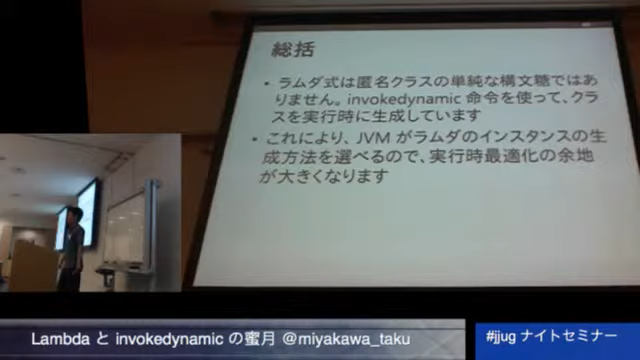 総括
• ラムダ式は匿名クラスの単純な構文糖ではあ
りません。invokedynamic 命令を使って、クラ
スを実行時に生成しています
• これにより、JVM がラムダのインスタンスの生
成方法を選べるので、実行時最適化の余地
が大きくなります
Lambda と invokedynamic の蜜月 @miyakawa_taku
#jjug ナイトセミナー